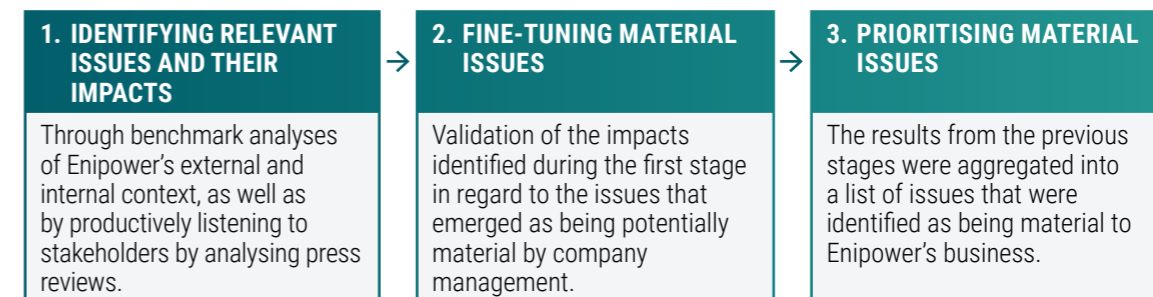 1. IDENTIFYING RELEVANT
ISSUES AND THEIR
IMPACTS
Through benchmark analyses
of Enipower's external and
internal context, as well as
by productively listening to
stakeholders by analysing press
reviews.
→
2. FINE-TUNING MATERIAL
ISSUES
Validation of the impacts
identified during the first stage
in regard to the issues that
emerged as being potentially
material by company
management.
→
3. PRIORITISING MATERIAL
ISSUES
The results from the previous
stages were aggregated into
a list of issues that were
identified as being material to
Enipower's business.